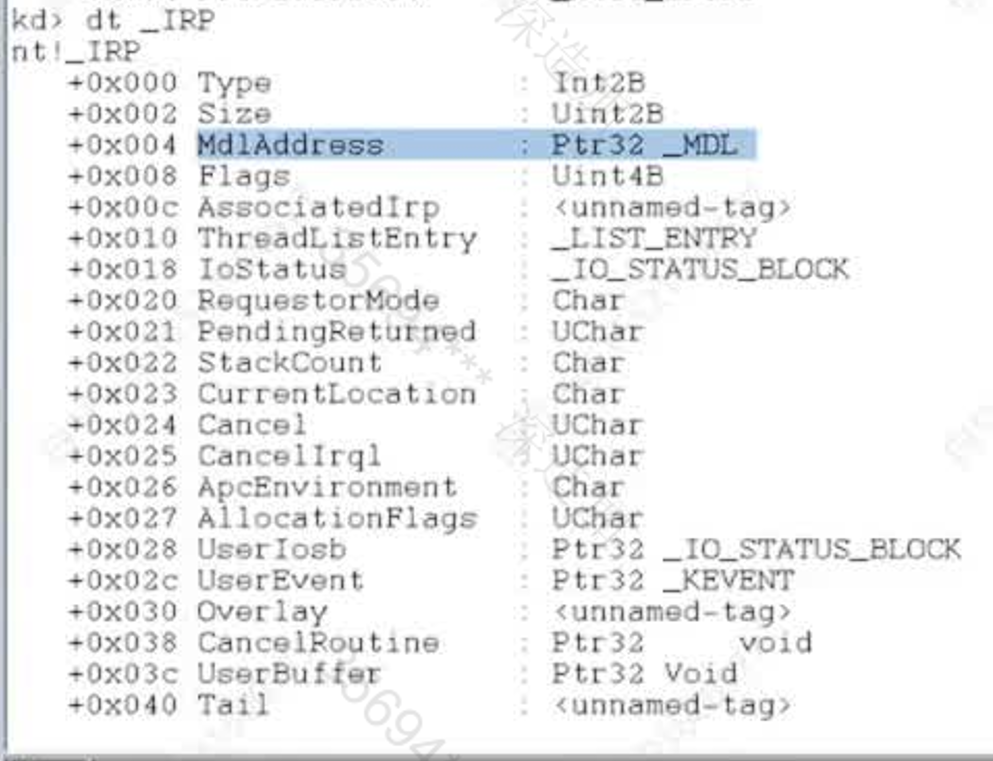 kd> dt _IRP
nt!_IRP
+0x000 Type : Int2B
+0x002 Size : Uint2B
+0x004 MdlAddress : Ptr32 _MDL
+0x008 Flags : Uint4B
+0x00c AssociatedIrp : <unnamed-tag>
+0x010 ThreadListEntry : _LIST_ENTRY
+0x018 IoStatus : _IO_STATUS_BLOCK
+0x020 RequestorMode : Char
+0x021 PendingReturned : UChar
+0x022 StackCount : Char
+0x023 CurrentLocation : Char
+0x024 Cancel : UChar
+0x025 CancelIrql : UChar
+0x026 ApcEnvironment : Char
+0x027 AllocationFlags : UChar
+0x028 UserIosb : Ptr32 _IO_STATUS_BLOCK
+0x02c UserEvent : Ptr32 _KEVENT
+0x030 Overlay : <unnamed-tag>
+0x038 CancelRoutine : Ptr32 void
+0x03c UserBuffer : Ptr32 Void
+0x040 Tail : <unnamed-tag>